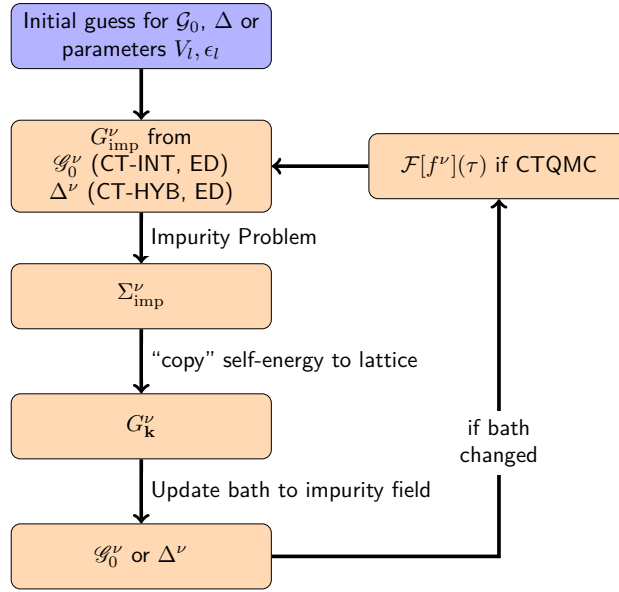 Initial guess for 𝒢₀, Δ or
parameters V_l, ϵ_l
G^ν_imp from
𝒢^ν_0 (CT-INT, ED)
Δ^ν (CT-HYB, ED)
ℱ[f^ν](τ) if CTQMC
Impurity Problem
Σ^ν_imp
“copy” self-energy to lattice
G^ν_𝐤
if bath
changed
Update bath to impurity field
𝒢^ν_0 or Δ^ν